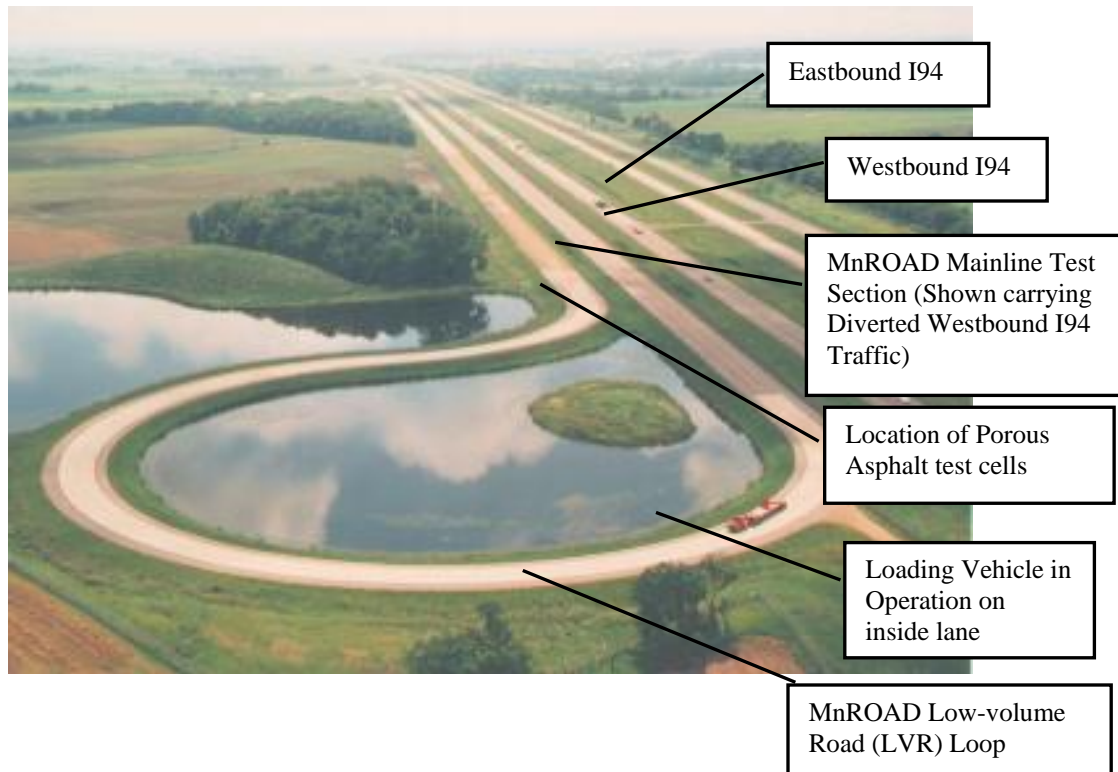 Eastbound I94
Westbound I94
MnROAD Mainline Test
Section (Shown carrying
Diverted Westbound I94
Traffic)
Location of Porous
Asphalt test cells
Loading Vehicle in
Operation on
inside lane
MnROAD Low-volume
Road (LVR) Loop